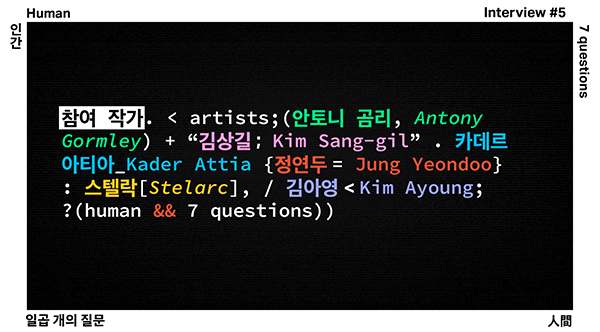 Human
Interview #5
인간
7 questions
참여 작가. < artists;(안토니 곰리, Antony
Gormley) + “김상길; Kim Sang-gil” . 카데르
아티아_Kader Attia {정연두 = Jung Yeondoo}
: 스텔락[Stelarc], / 김아영 < Kim Ayoung;
?(human && 7 questions))
일곱 개의 질문
人間